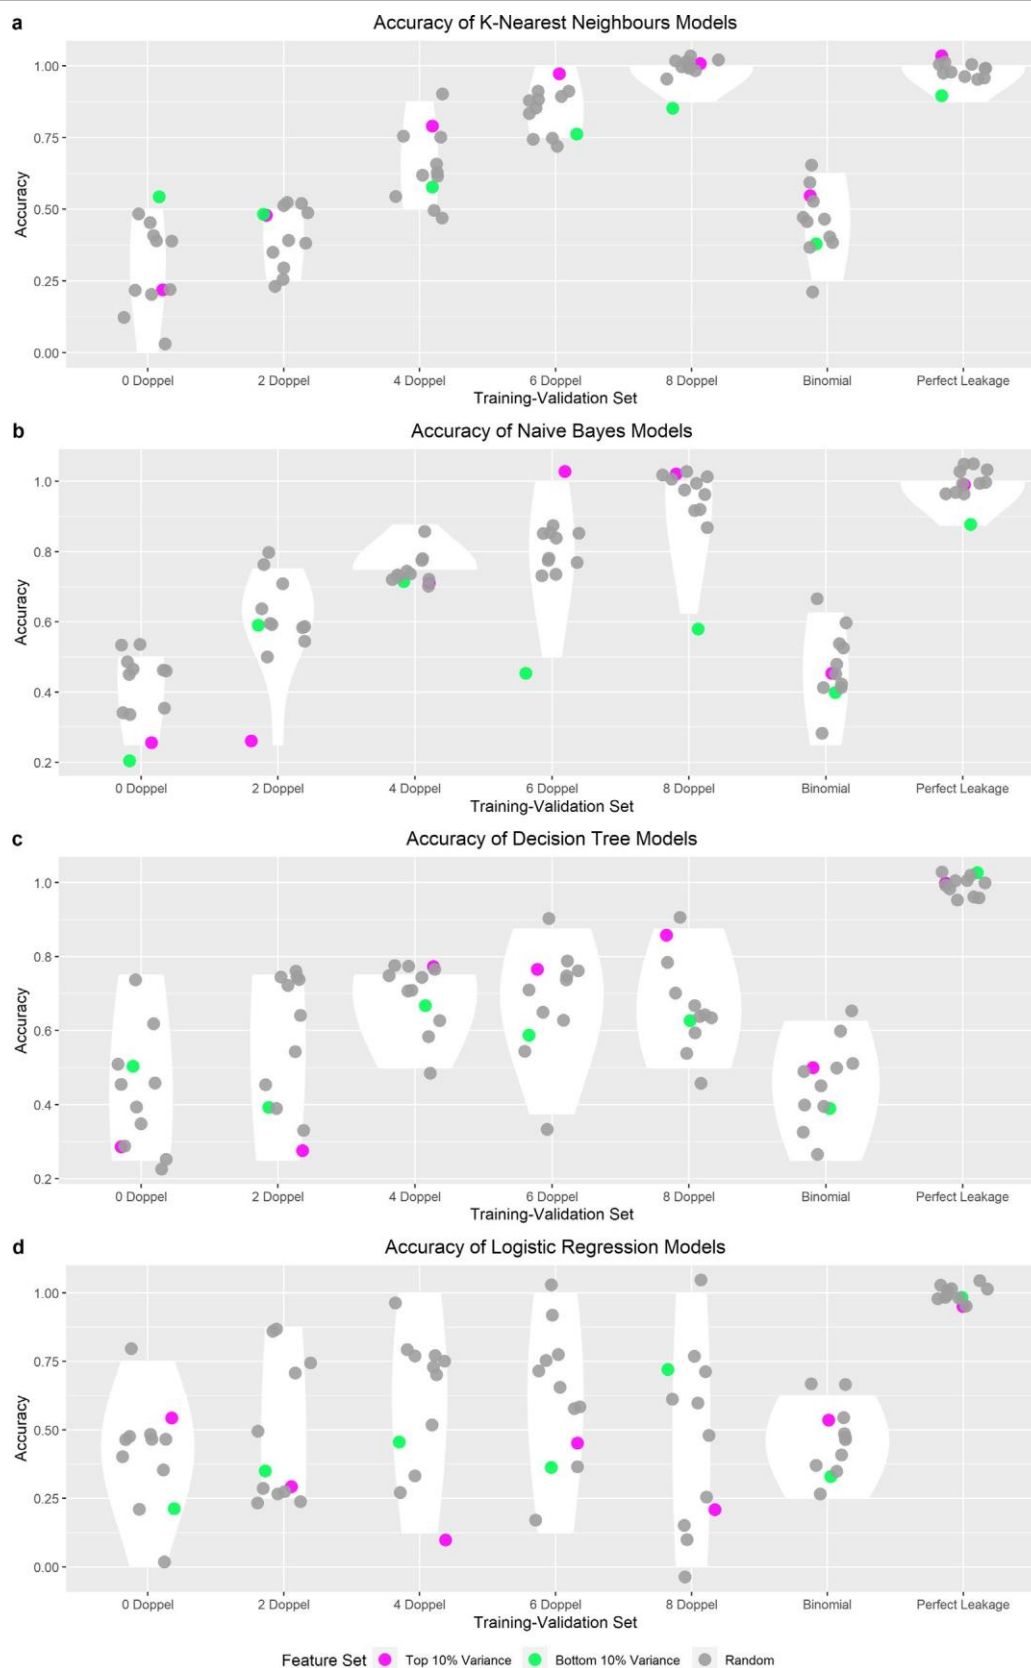 a
Accuracy of K-Nearest Neighbours Models
Accuracy
1.00
0.75
0.50
0.25
0.00
0 Doppel 2 Doppel 4 Doppel 6 Doppel 8 Doppel Binomial Perfect Leakage
Training-Validation Set
b
Accuracy of Naive Bayes Models
Accuracy
1.0
0.8
0.6
0.4
0.2
0 Doppel 2 Doppel 4 Doppel 6 Doppel 8 Doppel Binomial Perfect Leakage
Training-Validation Set
c
Accuracy of Decision Tree Models
Accuracy
1.0
0.8
0.6
0.4
0.2
0 Doppel 2 Doppel 4 Doppel 6 Doppel 8 Doppel Binomial Perfect Leakage
Training-Validation Set
d
Accuracy of Logistic Regression Models
Accuracy
1.00
0.75
0.50
0.25
0.00
0 Doppel 2 Doppel 4 Doppel 6 Doppel 8 Doppel Binomial Perfect Leakage
Training-Validation Set
Feature Set Top 10% Variance Bottom 10% Variance Random